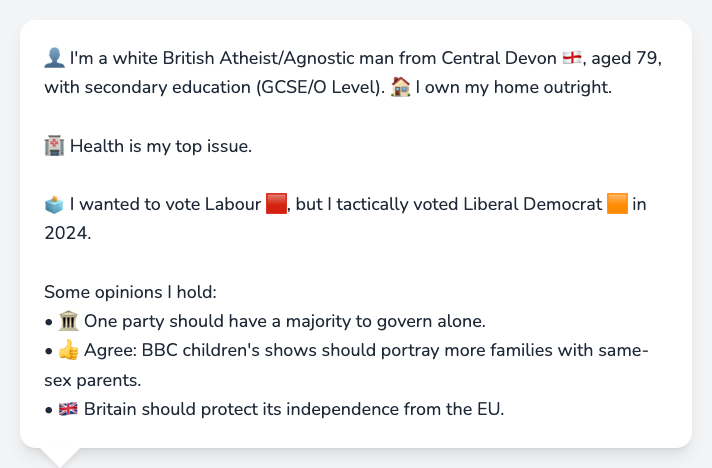 👤 I'm a white British Atheist/Agnostic man from Central Devon 🏴󠁧󠁢󠁥󠁮󠁧󠁿, aged 79,
with secondary education (GCSE/O Level). 🏠 I own my home outright.
🏥 Health is my top issue.
🗳️ I wanted to vote Labour 🟥, but I tactically voted Liberal Democrat 🟧 in
2024.
Some opinions I hold:
• 🏛️ One party should have a majority to govern alone.
• 👍 Agree: BBC children's shows should portray more families with same-
sex parents.
• 🇬🇧 Britain should protect its independence from the EU.